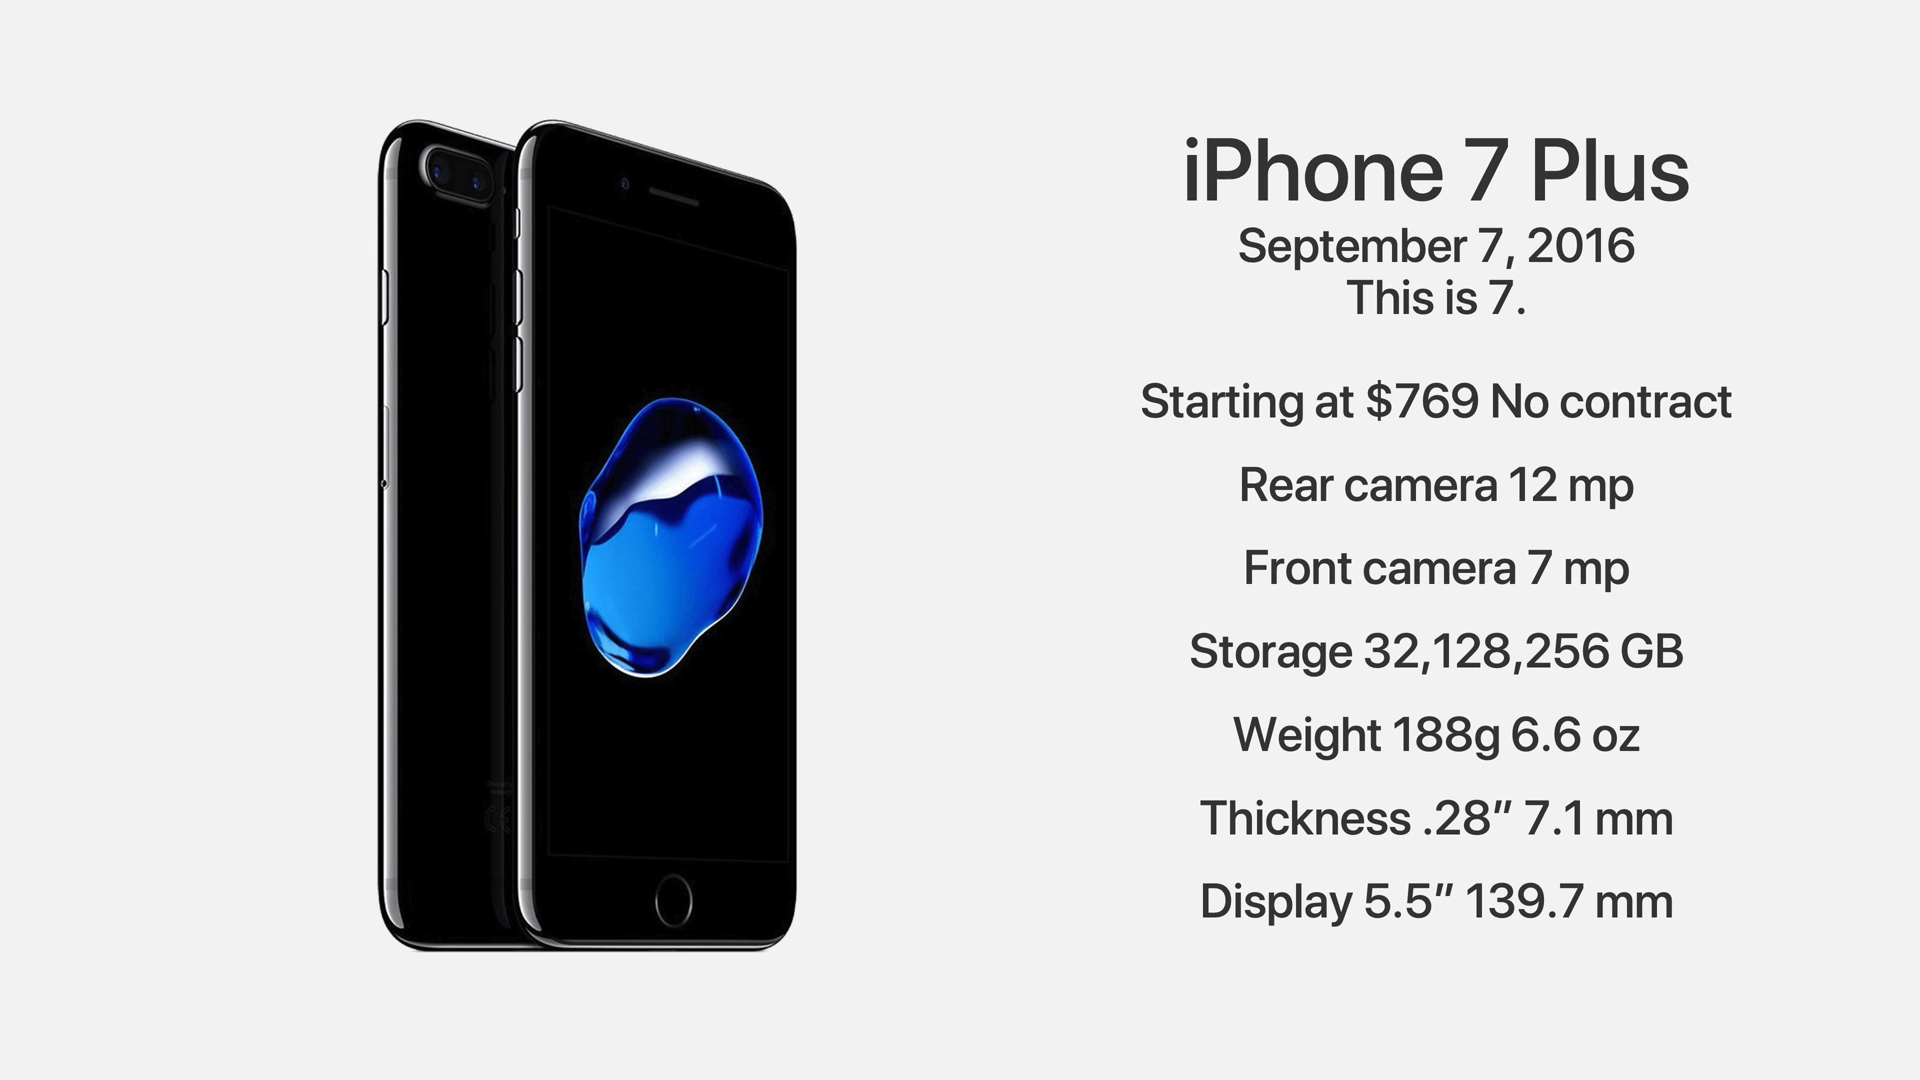 iPhone 7 Plus
September 7, 2016
This is 7.
Starting at $769 No contract
Rear camera 12 mp
Front camera 7 mp
Storage 32,128,256 GB
Weight 188g 6.6 oz
Thickness .28” 7.1 mm
Display 5.5” 139.7 mm